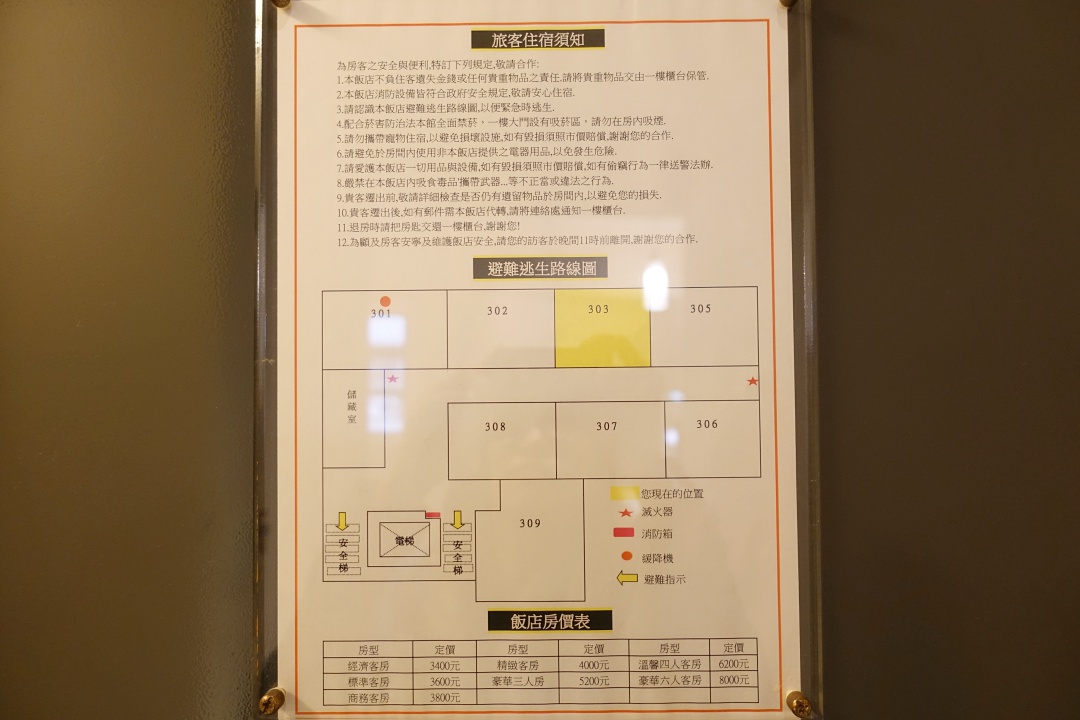 旅客住宿須知
為房客之安全與便利,特訂下列規定,敬請合作:
1.本飯店不負住客遺失金錢或任何貴重物品之責任,請將貴重物品交由一樓櫃台保管.
2.本飯店消防設備皆符合政府安全規定,敬請安心住宿.
3.請認識本飯店避難逃生路線圖,以便緊急時逃生.
4.配合菸害防治法本館全面禁菸，一樓大門設有吸菸區，請勿在房內吸煙.
5.請勿攜帶寵物住宿,以避免損壞設施,如有毀損須照市價賠償,謝謝您的合作.
6.請避免於房間內使用非本飯店提供之電器用品,以免發生危險.
7.請愛護本飯店一切用品與設備,如有毀損須照市價賠償,如有偷竊行為一律送警法辦.
8.嚴禁在本飯店內吸食毒品'攜帶武器...等不正當或違法之行為.
9.貴客遷出前,敬請詳細檢查是否仍有遺留物品於房間內,以避免您的損失.
10.貴客遷出後,如有郵件需本飯店代轉,請將連絡處通知一樓櫃台.
11.退房時請把房匙交還一樓櫃台,謝謝您!
12.為顧及房客安寧及維護飯店安全,請您的訪客於晚間11時前離開,謝謝您的合作.
避難逃生路線圖
301 302 303 305
儲藏室
308 307 306
309
安全梯 電梯 安全梯
您現在的位置
滅火器
消防箱
緩降機
避難指示
飯店房價表
房型 定價 房型 定價 房型 定價
經濟客房 3400元 精緻客房 4000元 溫馨四人客房 6200元
標準客房 3600元 豪華三人房 5200元 豪華六人客房 8000元
商務客房 3800元